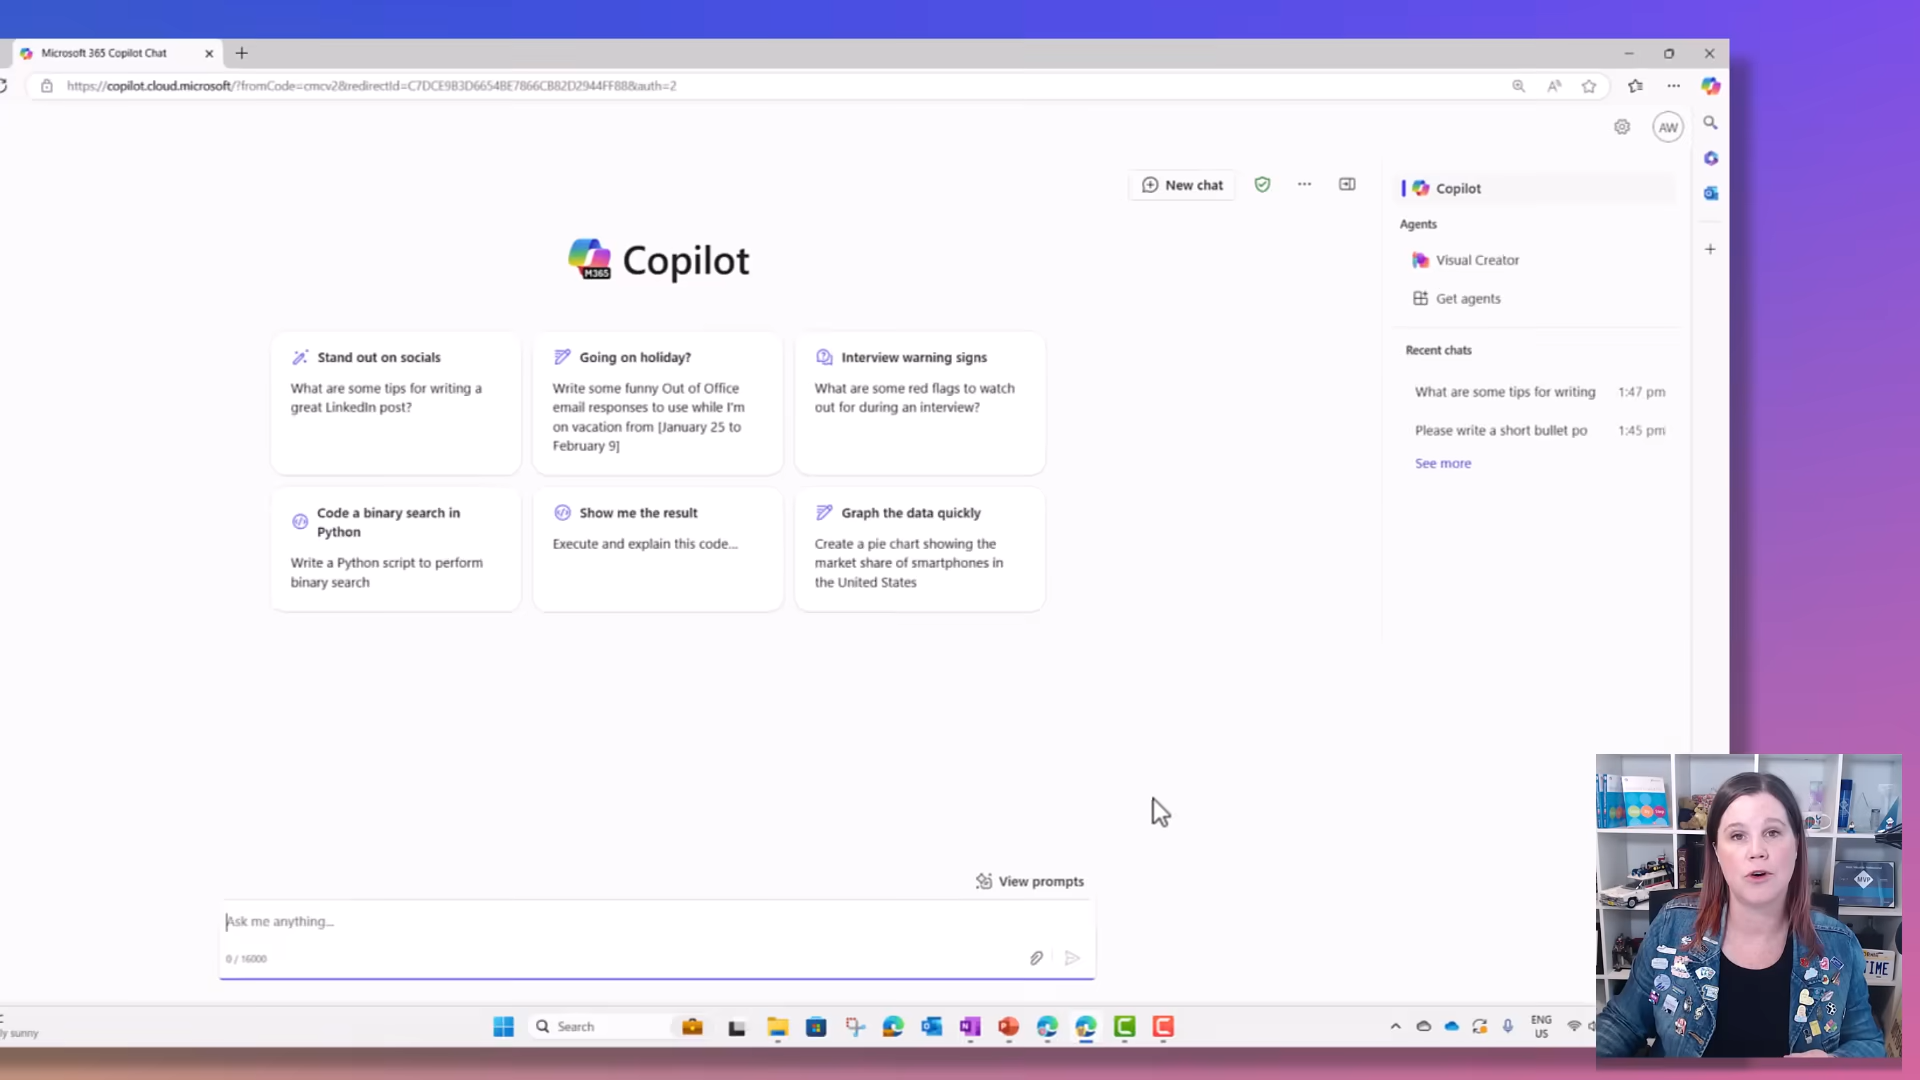 Microsoft 365 Copilot Chat
https://copilot.cloud.microsoft/?fromCode=cmcv2&redirectId=C7DCE9B3D6654BE7866CB82D2944FF88&auth=2
AW
New chat
M365
Copilot
Stand out on socials
What are some tips for writing a
great LinkedIn post?
Going on holiday?
Write some funny Out of Office
email responses to use while I'm
on vacation from [January 25 to
February 9]
Interview warning signs
What are some red flags to watch
out for during an interview?
Code a binary search in
Python
Write a Python script to perform
binary search
Show me the result
Execute and explain this code...
Graph the data quickly
Create a pie chart showing the
market share of smartphones in
the United States
Copilot
Agents
Visual Creator
Get agents
Recent chats
What are some tips for writing 1:47 pm
Please write a short bullet po 1:45 pm
See more
View prompts
Ask me anything...
0 / 16000
ly sunny
Search
ENG
US
MVP
TIME